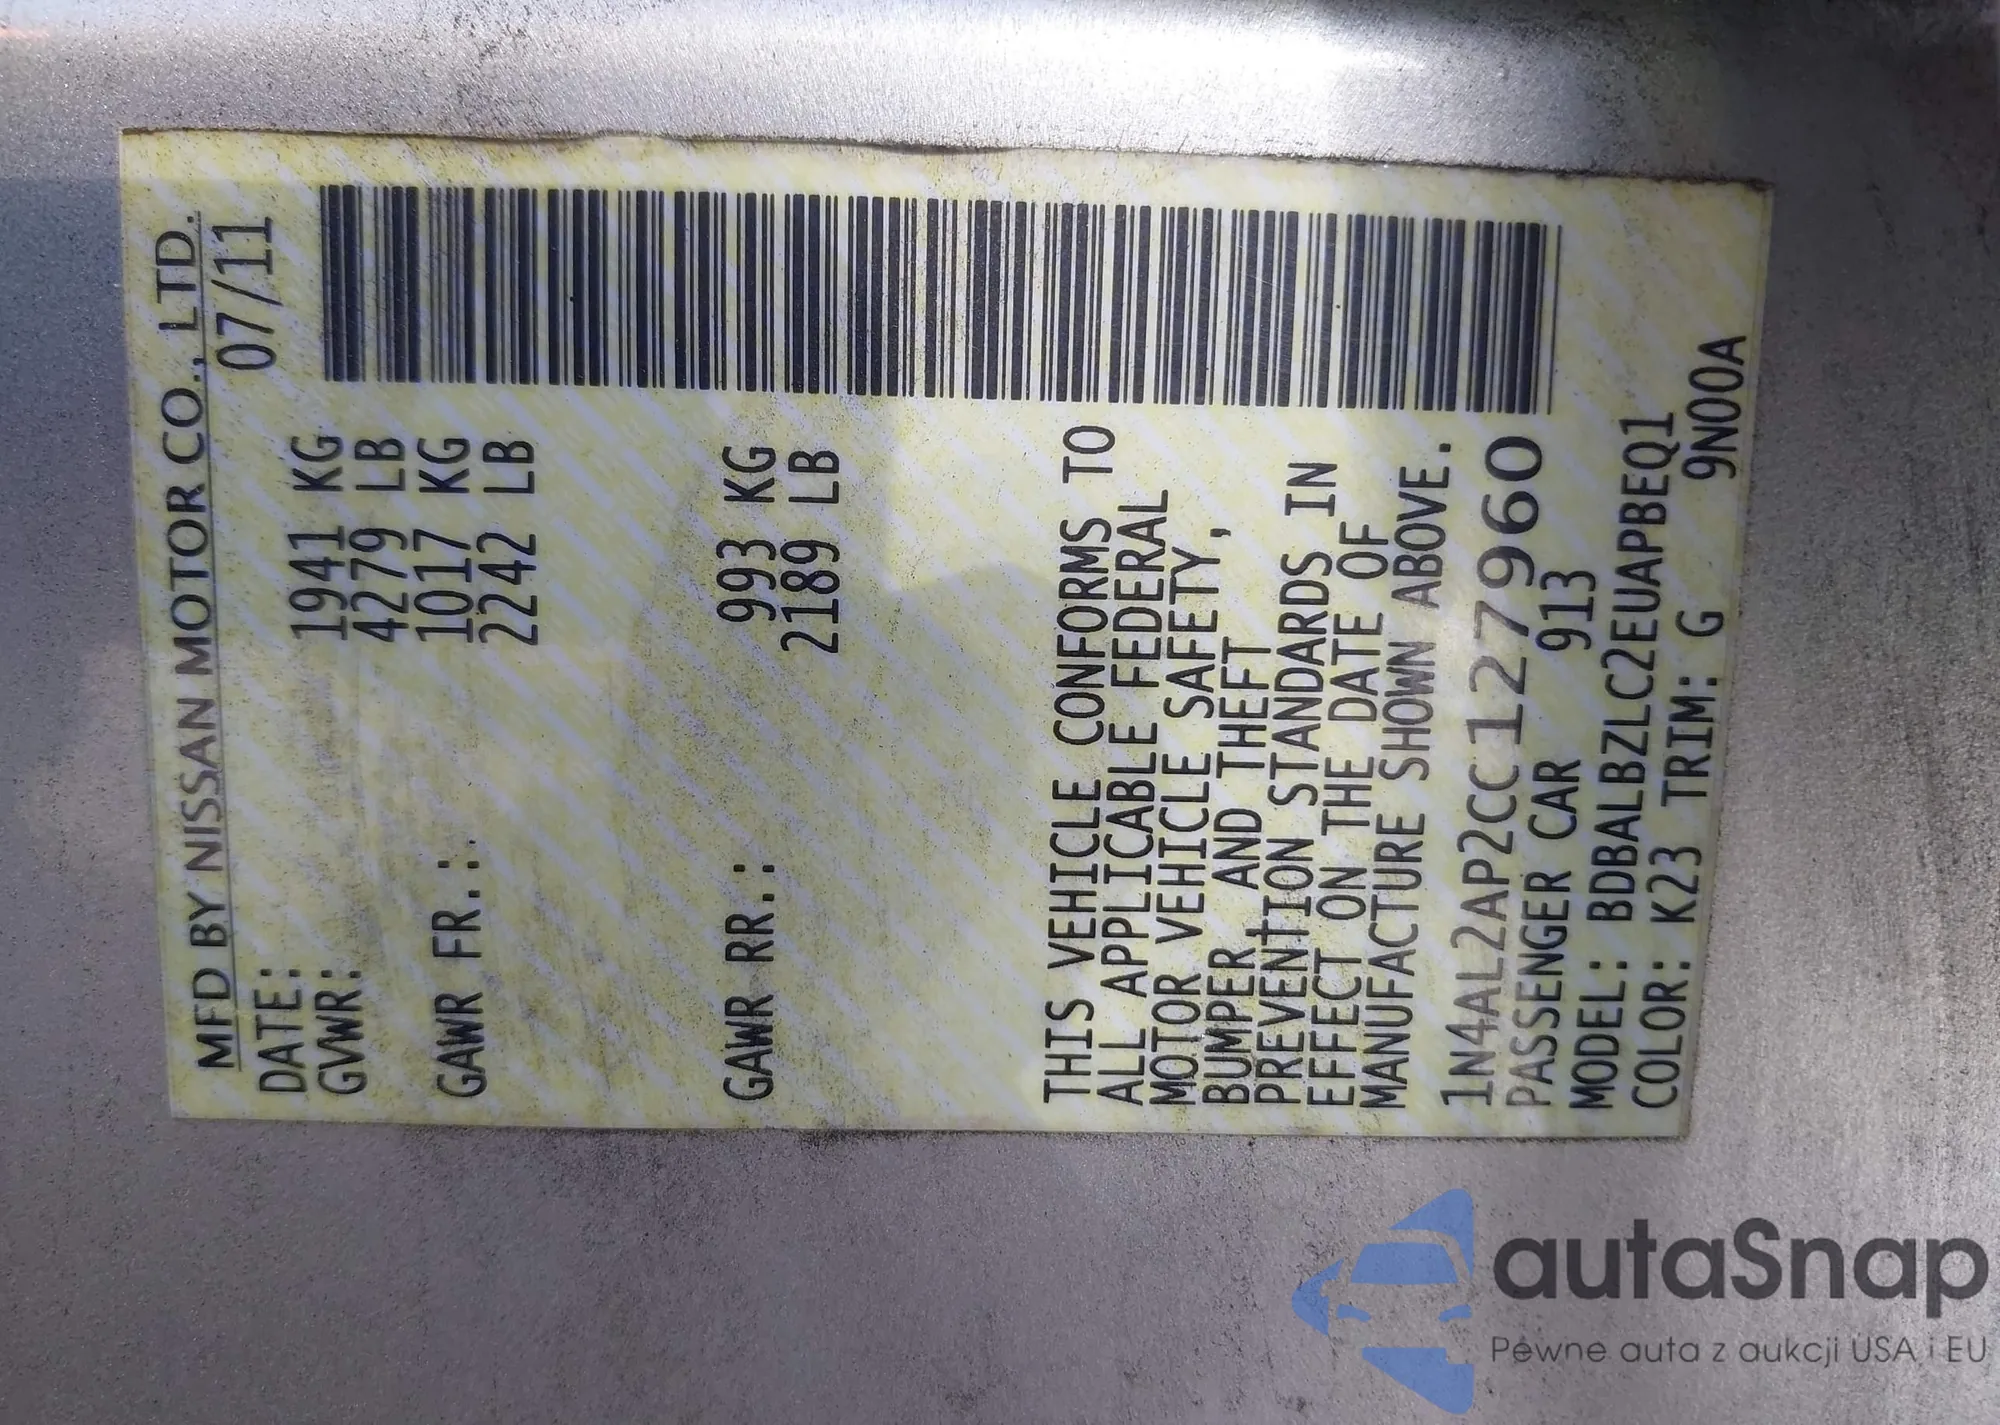 MFD BY NISSAN MOTOR CO., LTD.
DATE: 07/11
GVWR: 1941 KG
4279 LB
GAWR FR.: 1017 KG
2242 LB
GAWR RR.: 993 KG
2189 LB
THIS VEHICLE CONFORMS TO
ALL APPLICABLE FEDERAL
MOTOR VEHICLE SAFETY,
BUMPER AND THEFT
PREVENTION STANDARDS IN
EFFECT ON THE DATE OF
MANUFACTURE SHOWN ABOVE.
1N4AL2AP2CC127960
PASSENGER CAR 913
MODEL: BDBALBZLC2EUAPBEQ1
COLOR: K23 TRIM: G 9N00A
autaSnap
Pewne auta z aukcji USA i EU